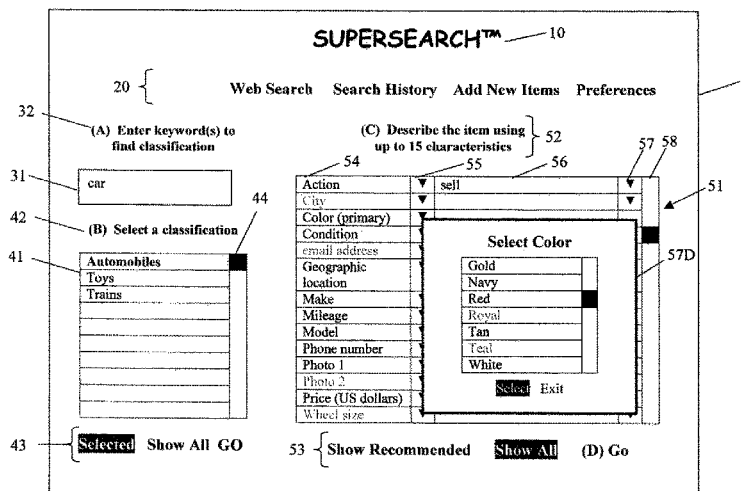 SUPERSEARCH™ 10
20 { Web Search Search History Add New Items Preferences
32
(A) Enter keyword(s) to
find classification
31
car
42
(B) Select a classification
44
41
Automobiles
Toys
Trains
43 { Selected Show All GO
(C) Describe the item using
up to 15 characteristics
} 52
54 55 56 57 58
51
Action ▼ sell ▼
City ▼ ▼
Color (primary) ▼
Condition
email address
Geographic
location
Make
Mileage
Model
Phone number
Photo 1
Photo 2
Price (US dollars)
Wheel size
57D
Select Color
Gold
Navy
Red
Royal
Tan
Teal
White
Select Exit
53 { Show Recommended Show All (D) Go